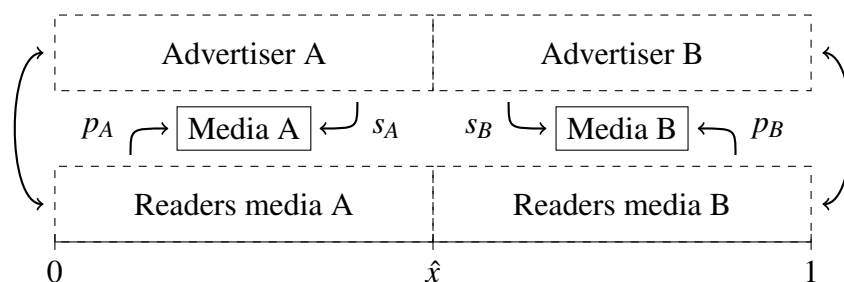 Advertiser A Advertiser B
p_A Media A s_A s_B Media B p_B
Readers media A Readers media B
0 x̂ 1